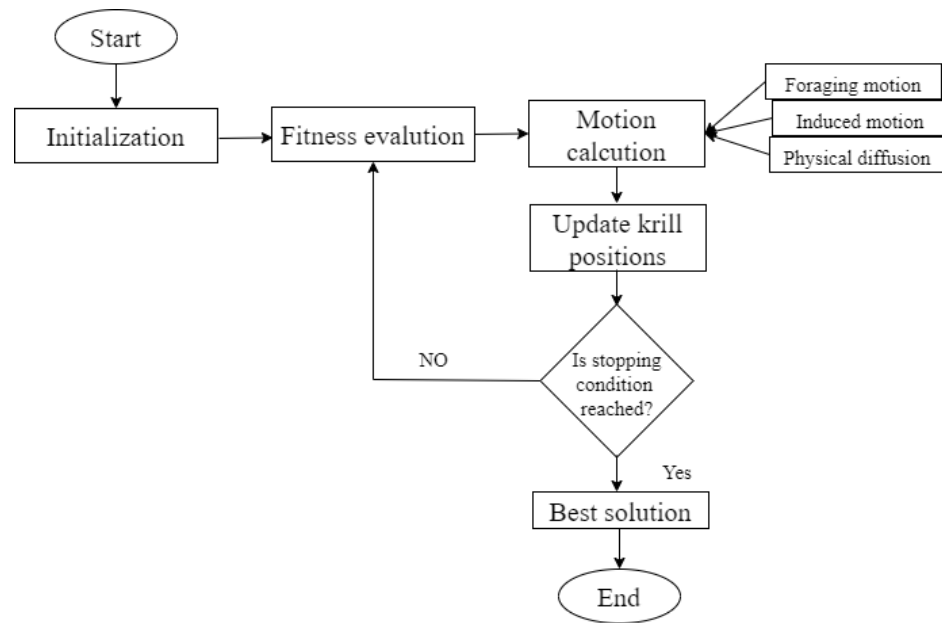 Start
Initialization
Fitness evalution
Motion
calcution
Foraging motion
Induced motion
Physical diffusion
Update krill
positions
Is stopping
condition
reached?
NO
Yes
Best solution
End